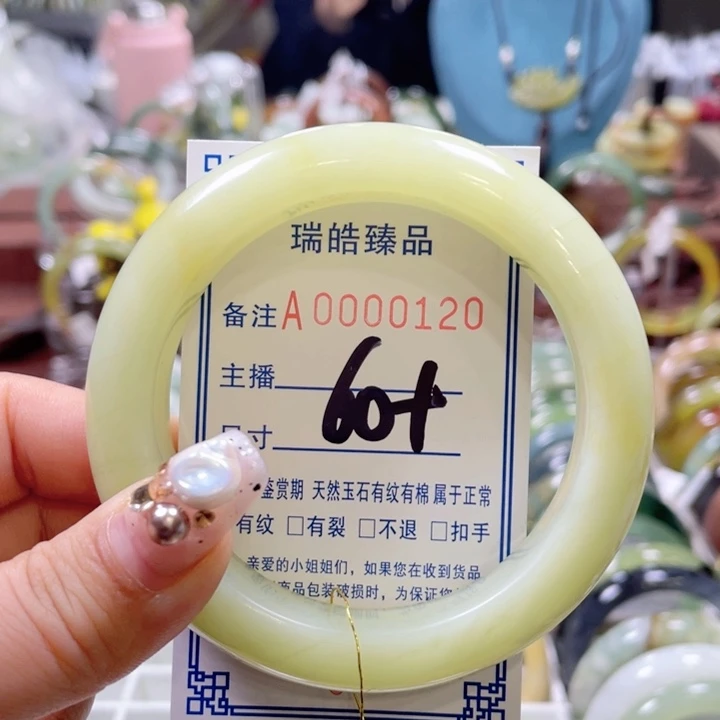 瑞皓臻品
备注A0000120
主播
尺寸 60+
鉴赏期 天然玉石有纹有棉属于正常
有纹 □有裂 □不退 □扣手
亲爱的小姐姐们，如果您在收到货品
商品包装破损时，为保证您